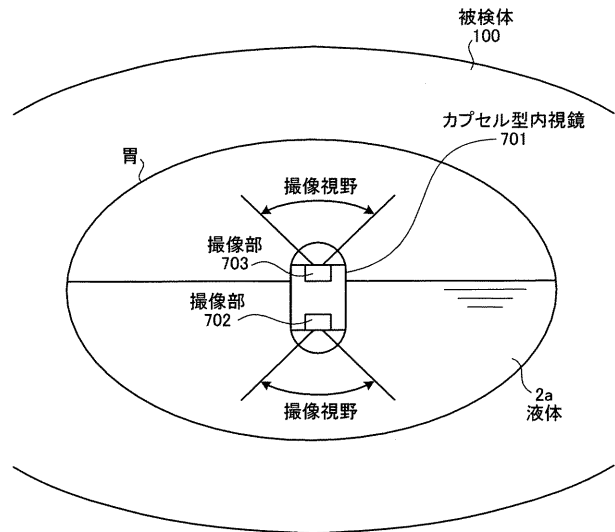 被検体
100
カプセル型内視鏡
701
胃
撮像視野
撮像部
703
撮像部
702
撮像視野
2a
液体